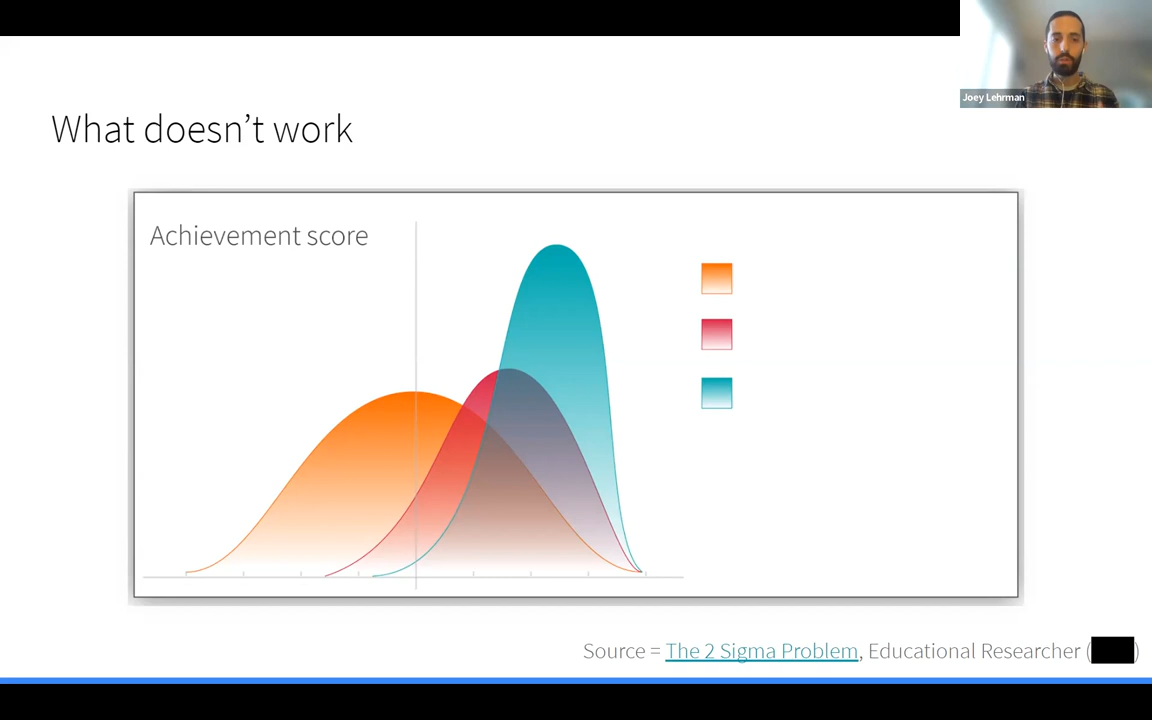 Joey Lehrman
What doesn't work
Achievement score
Source = The 2 Sigma Problem, Educational Researcher ( )